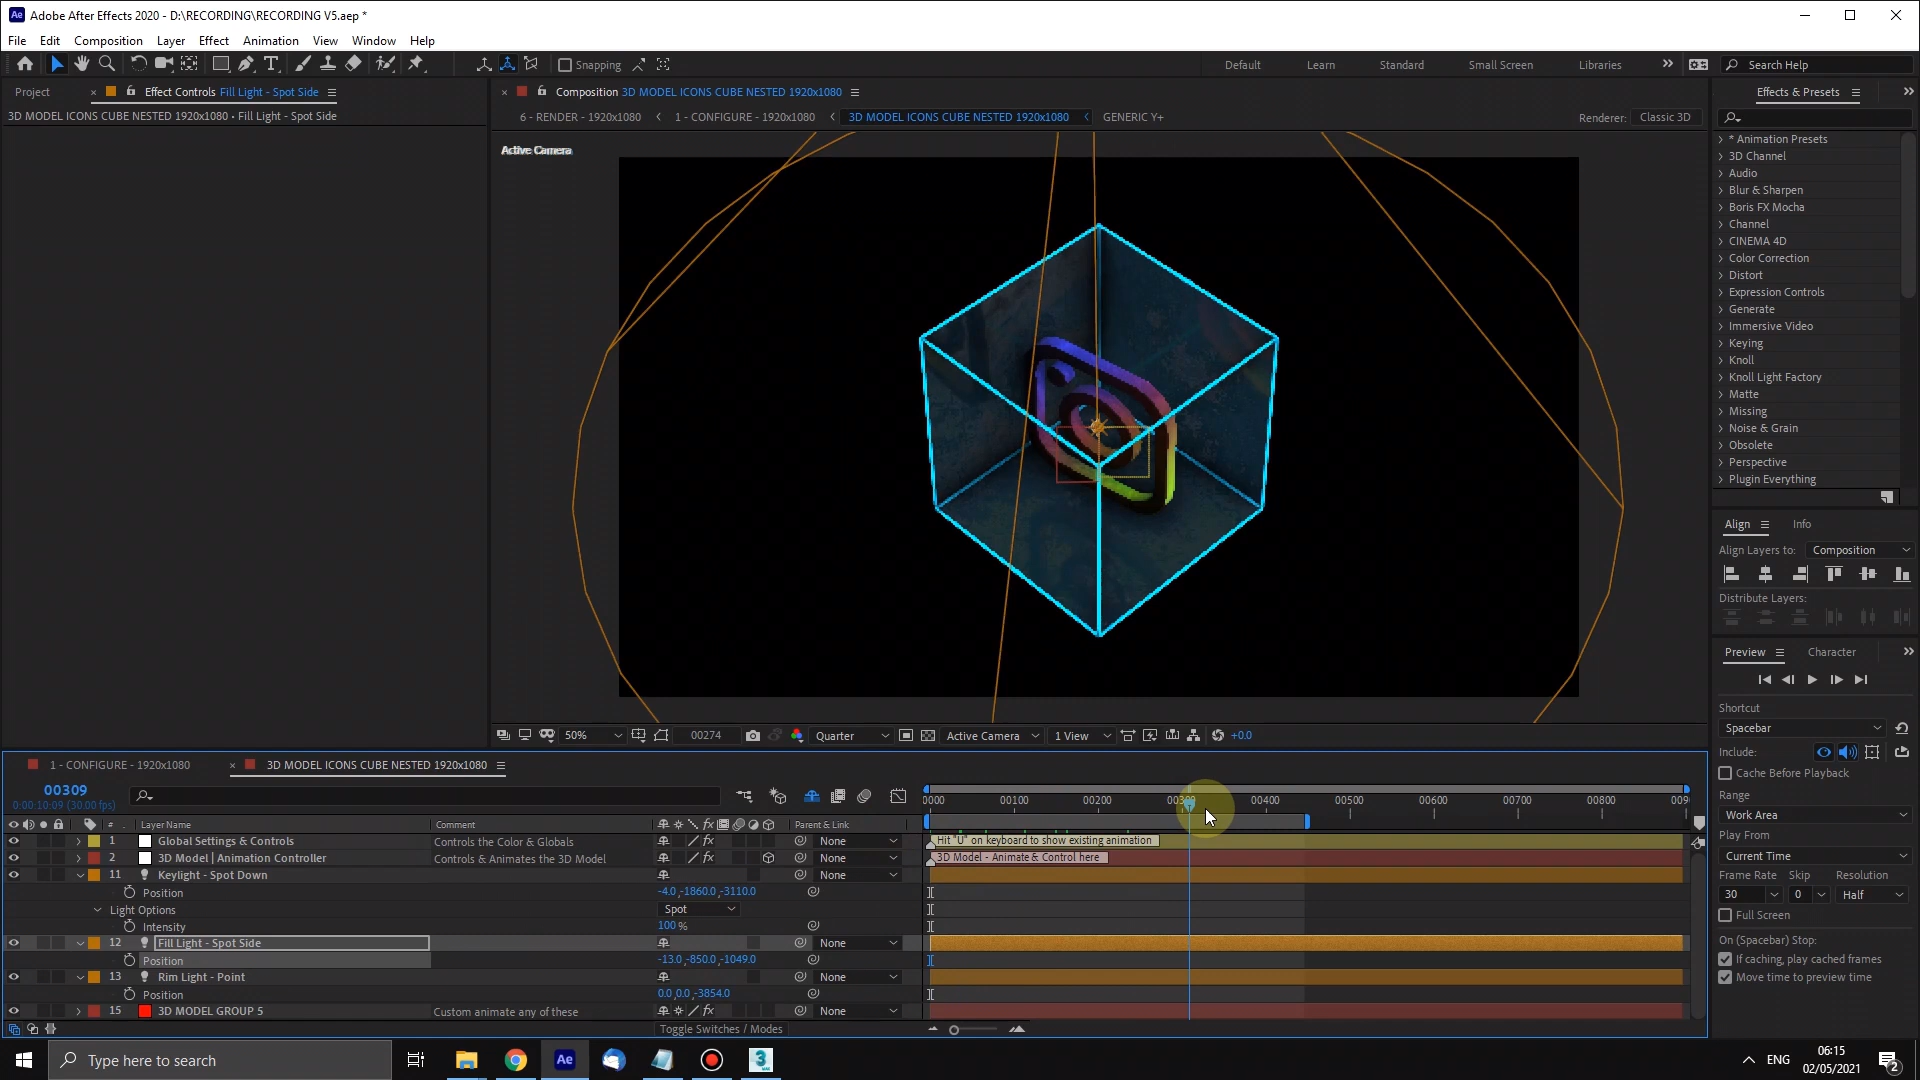 Adobe After Effects 2020 - D:\RECORDING\RECORDING V5.aep *
File Edit Composition Layer Effect Animation View Window Help
Snapping
Default Learn Standard Small Screen Libraries
Search Help
Project
Effect Controls Fill Light - Spot Side
3D MODEL ICONS CUBE NESTED 1920x1080 • Fill Light - Spot Side
Composition 3D MODEL ICONS CUBE NESTED 1920x1080
6 - RENDER - 1920x1080
1 - CONFIGURE - 1920x1080
3D MODEL ICONS CUBE NESTED 1920x1080
GENERIC Y+
Renderer: Classic 3D
Active Camera
50%
00274
Quarter
Active Camera
1 View
+0.0
Effects & Presets
* Animation Presets
3D Channel
Audio
Blur & Sharpen
Boris FX Mocha
Channel
CINEMA 4D
Color Correction
Distort
Expression Controls
Generate
Immersive Video
Keying
Knoll
Knoll Light Factory
Matte
Missing
Noise & Grain
Obsolete
Perspective
Plugin Everything
Align Info
Align Layers to: Composition
Distribute Layers:
Preview Character
Shortcut
Spacebar
Include:
Cache Before Playback
Range
Work Area
Play From
Current Time
Frame Rate Skip Resolution
30 0 Half
Full Screen
On (Spacebar) Stop:
If caching, play cached frames
Move time to preview time
1 - CONFIGURE - 1920x1080
3D MODEL ICONS CUBE NESTED 1920x1080
00309
0:00:10:09 (30.00 fps)
0000 00100 00200 00300 00400 00500 00600 00700 00800 090
# Layer Name Comment Parent & Link
1 Global Settings & Controls Controls the Color & Globals None
Hit "U" on keyboard to show existing animation
2 3D Model | Animation Controller Controls & Animates the 3D Model None
3D Model - Animate & Control here
11 Keylight - Spot Down None
Position -4.0,-1860.0,-3110.0
Light Options Spot
Intensity 100 %
12 Fill Light - Spot Side None
Position -13.0,-850.0,-1049.0
13 Rim Light - Point None
Position 0.0,0.0,-3854.0
15 3D MODEL GROUP 5 Custom animate any of these None
Toggle Switches / Modes
Type here to search
Ae
3
ENG
06:15
02/05/2021
2